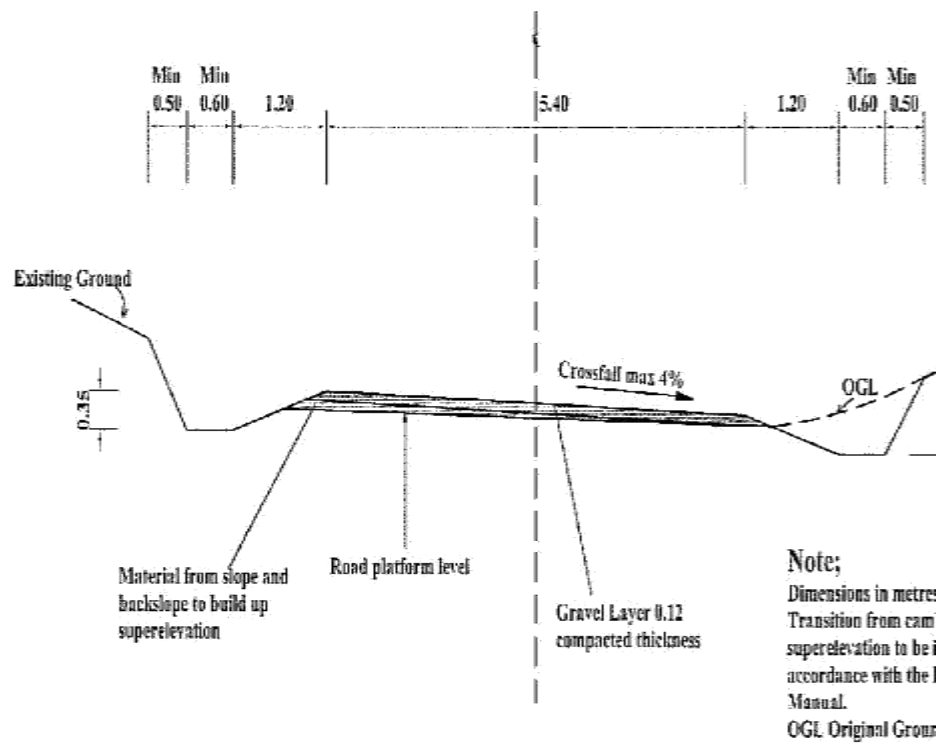 Min Min
0.50 0.60 1.20 5.40 1.20
Min Min
0.60 0.50
Existing Ground
0.35
Crossfall max 4%
OGL
Material from slope and
backslope to build up
superelevation
Road platform level
Gravel Layer 0.12
compacted thickness
Note;
Dimensions in metres
Transition from cam
superelevation to be i
accordance with the
Manual.
OGL Original Groun